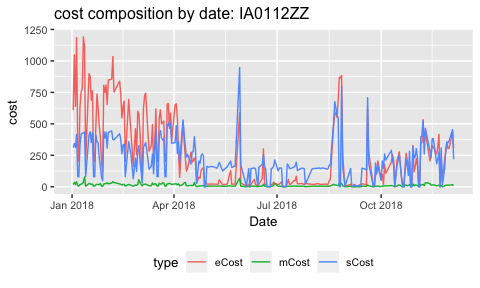 cost composition by date: IA0112ZZ
1250
1000
750
500
250
0
cost
Jan 2018 Apr 2018 Jul 2018 Oct 2018
Date
type eCost mCost sCost